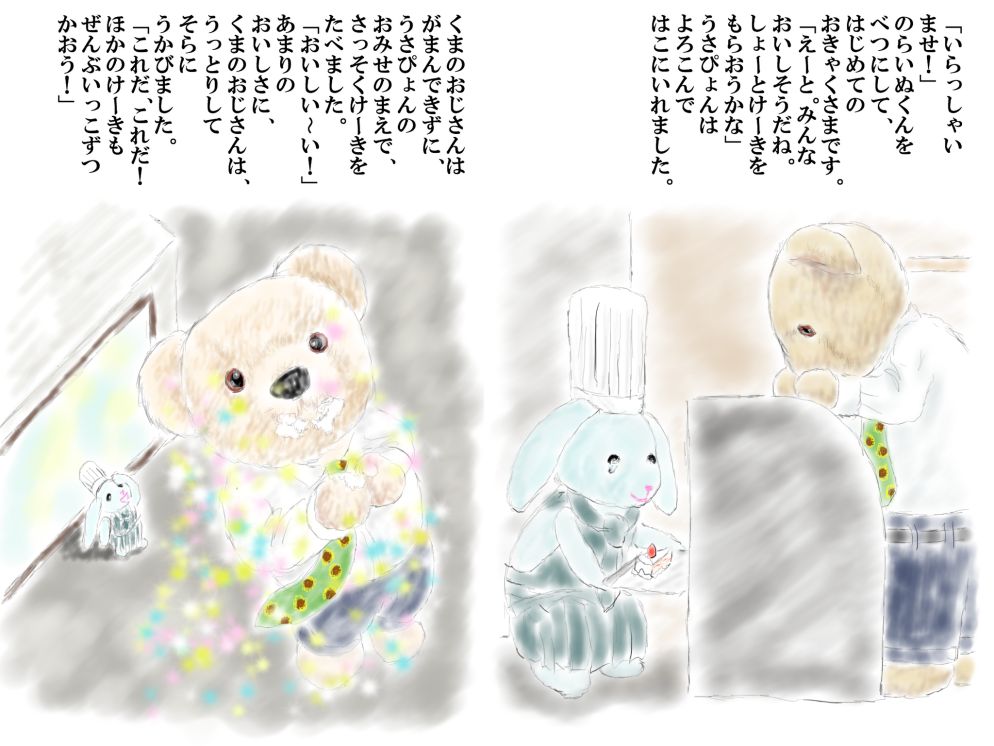 「いらっしゃい
ませ！」
のらいぬくんを
べつにして、
はじめての
おきゃくさまです。
「えーと。みんな
おいしそうだね。
しょーとけーきを
もらおうかな」
うさぴょんは
よろこんで
はこにいれました。
くまのおじさんは
がまんできずに、
うさぴょんの
おみせのまえで、
さっそくけーきを
たべました。
「おいしい～い！」
あまりの
おいしさに、
くまのおじさんは、
うっとりして
そらに
うかびました。
「これだ、これだ！
ほかのけーきも
ぜんぶいっこずつ
かおう！」